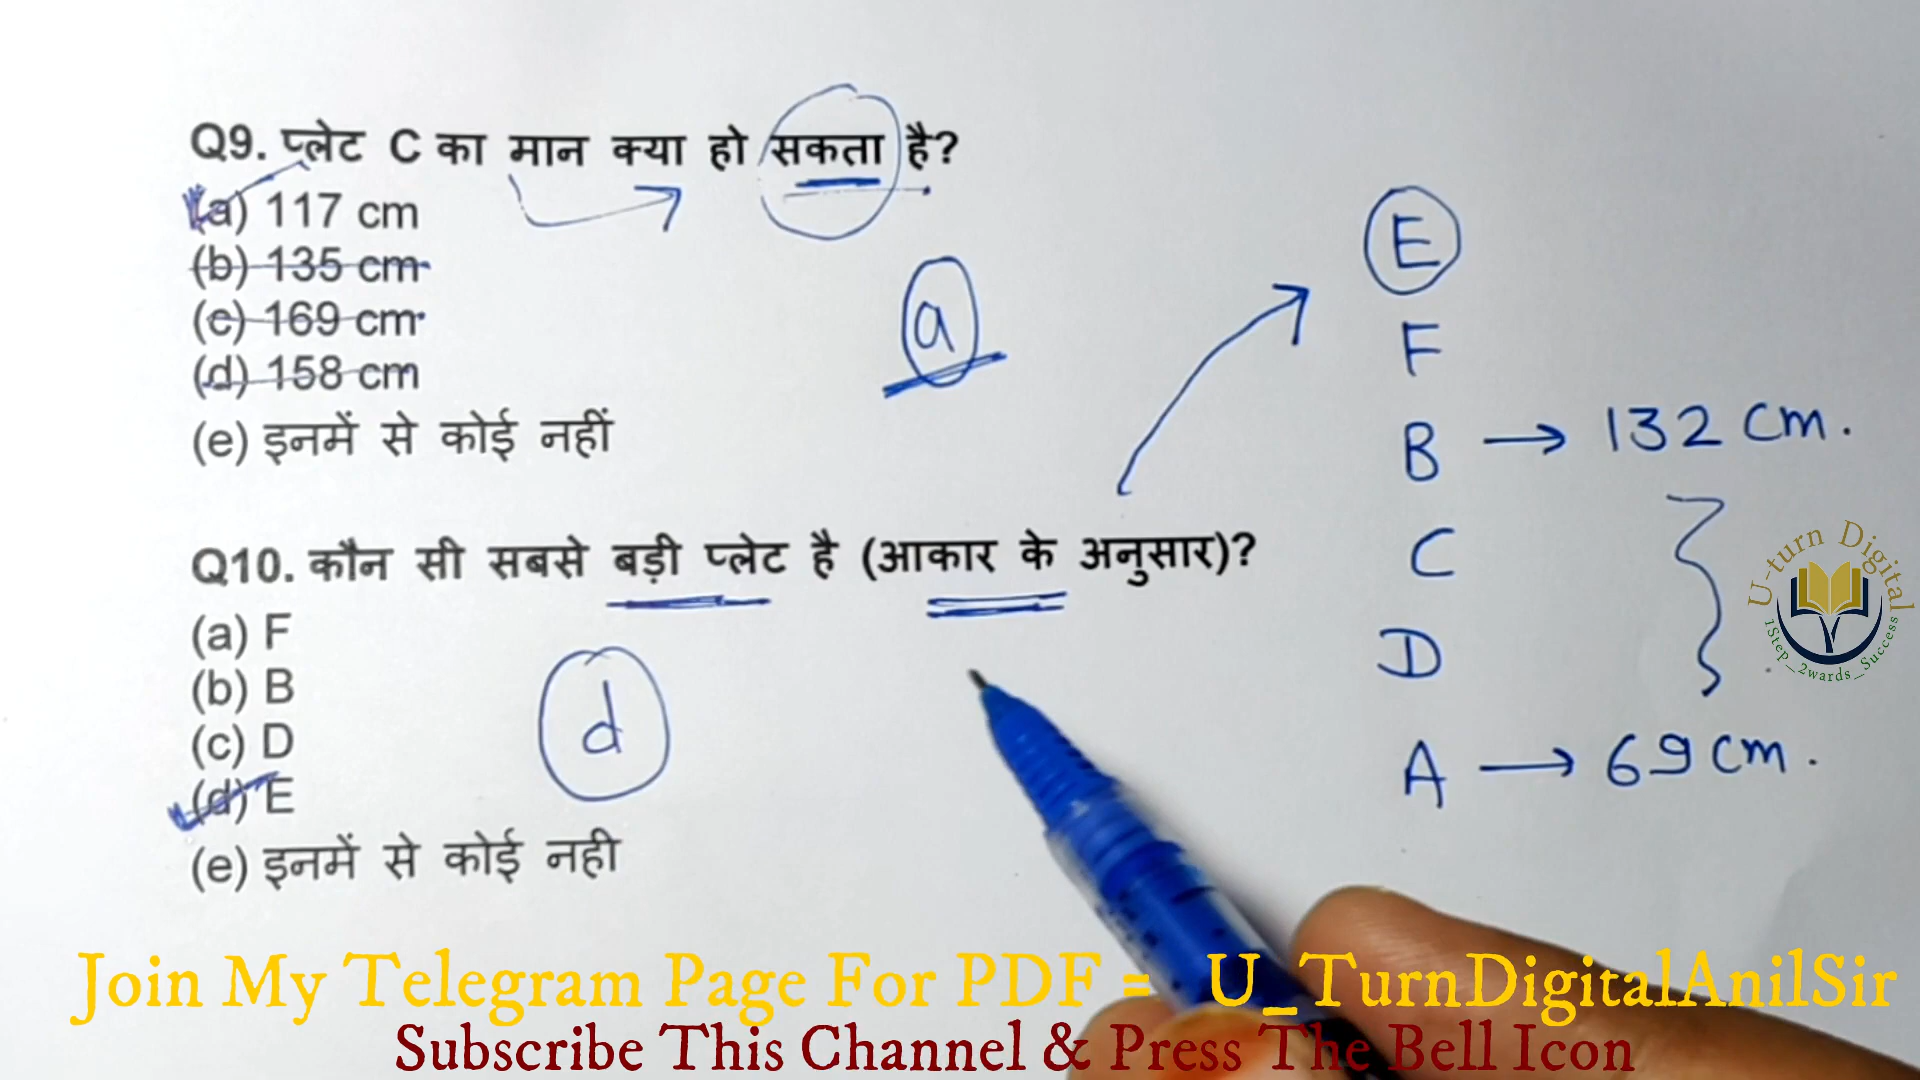 Q9. प्लेट C का मान क्या हो सकता है?
(a) 117 cm
(b) 135 cm
(c) 169 cm
(d) 158 cm
(e) इनमें से कोई नहीं
a
Q10. कौन सी सबसे बड़ी प्लेट है (आकार के अनुसार)?
(a) F
(b) B
(c) D
(d) E
(e) इनमें से कोई नही
d
E
F
B → 132 cm.
C
D
A → 69 cm.
U-turn Digital
1Step_2wards_Success
Join My Telegram Page For PDF = U_TurnDigitalAnilSir
Subscribe This Channel & Press The Bell Icon